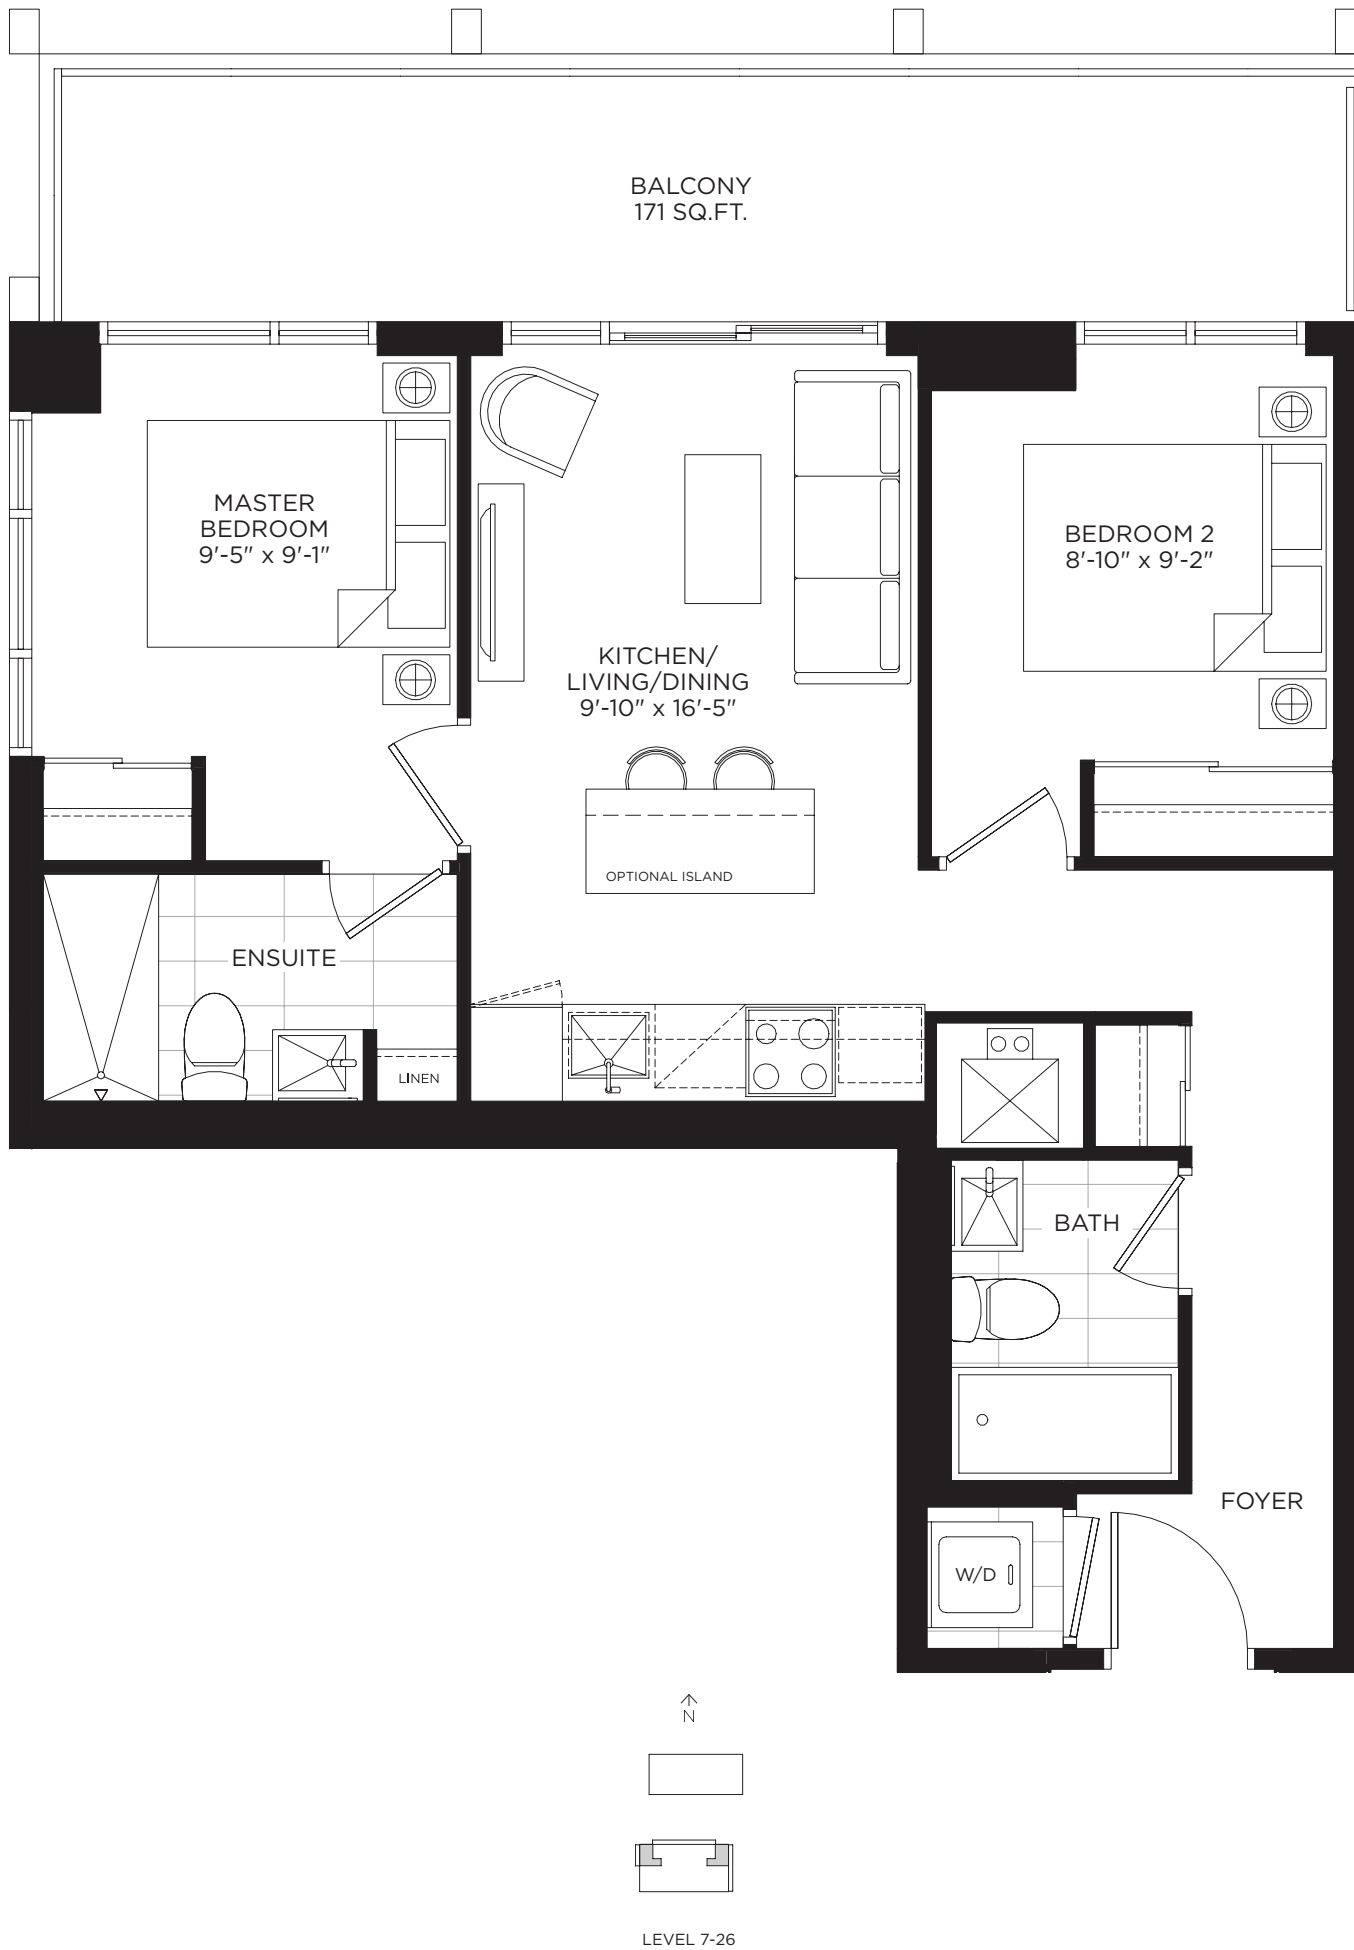 BALCONY
171 SQ.FT.
MASTER
BEDROOM
9'-5" x 9'-1"
BEDROOM 2
8'-10" x 9'-2"
KITCHEN/
LIVING/DINING
9'-10" x 16'-5"
OPTIONAL ISLAND
ENSUITE
LINEN
BATH
FOYER
W/D
N
LEVEL 7-26